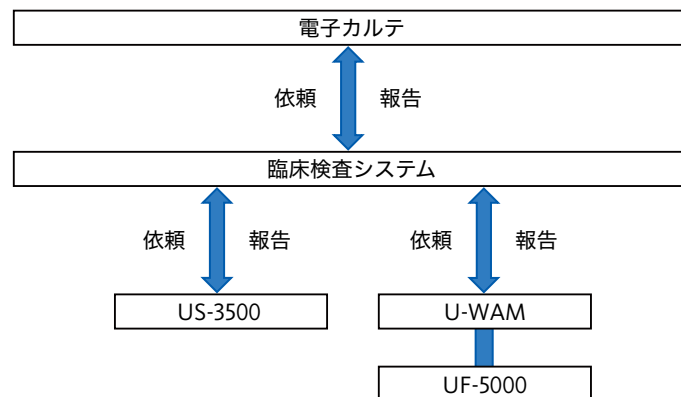 電子カルテ
依頼 報告
臨床検査システム
依頼 報告 依頼 報告
US-3500 U-WAM
UF-5000